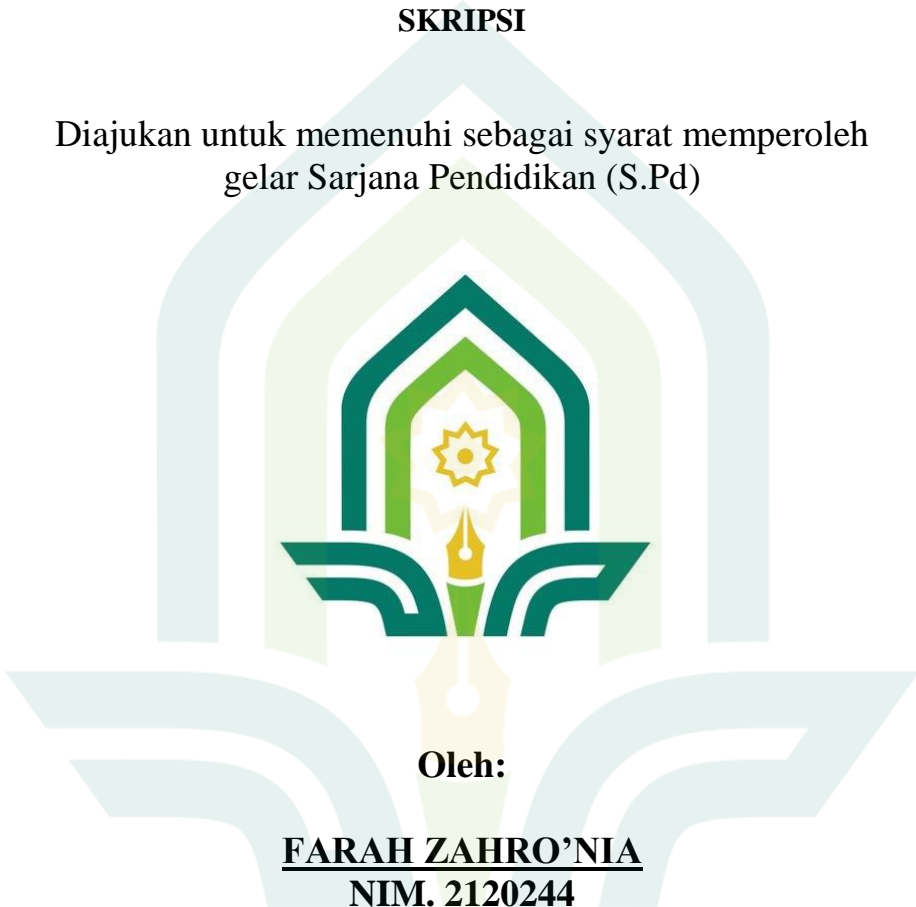 SKRIPSI
Diajukan untuk memenuhi sebagai syarat memperoleh
gelar Sarjana Pendidikan (S.Pd)
Oleh:
FARAH ZAHRO’NIA
NIM. 2120244